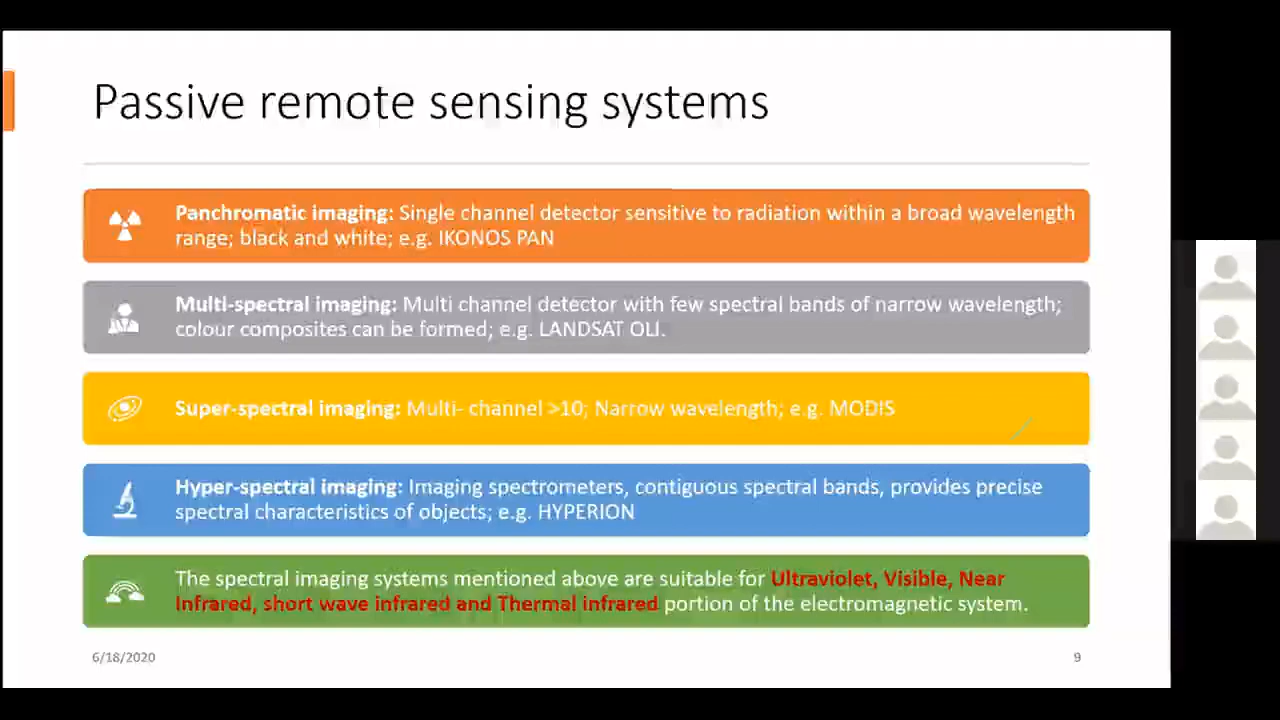 Passive remote sensing systems
Panchromatic imaging: Single channel detector sensitive to radiation within a broad wavelength
range; black and white; e.g. IKONOS PAN
Multi-spectral imaging: Multi channel detector with few spectral bands of narrow wavelength;
colour composites can be formed; e.g. LANDSAT OLI.
Super-spectral imaging: Multi- channel >10; Narrow wavelength; e.g. MODIS
Hyper-spectral imaging: Imaging spectrometers, contiguous spectral bands, provides precise
spectral characteristics of objects; e.g. HYPERION
The spectral imaging systems mentioned above are suitable for Ultraviolet, Visible, Near
Infrared, short wave infrared and Thermal infrared portion of the electromagnetic system.
6/18/2020
9